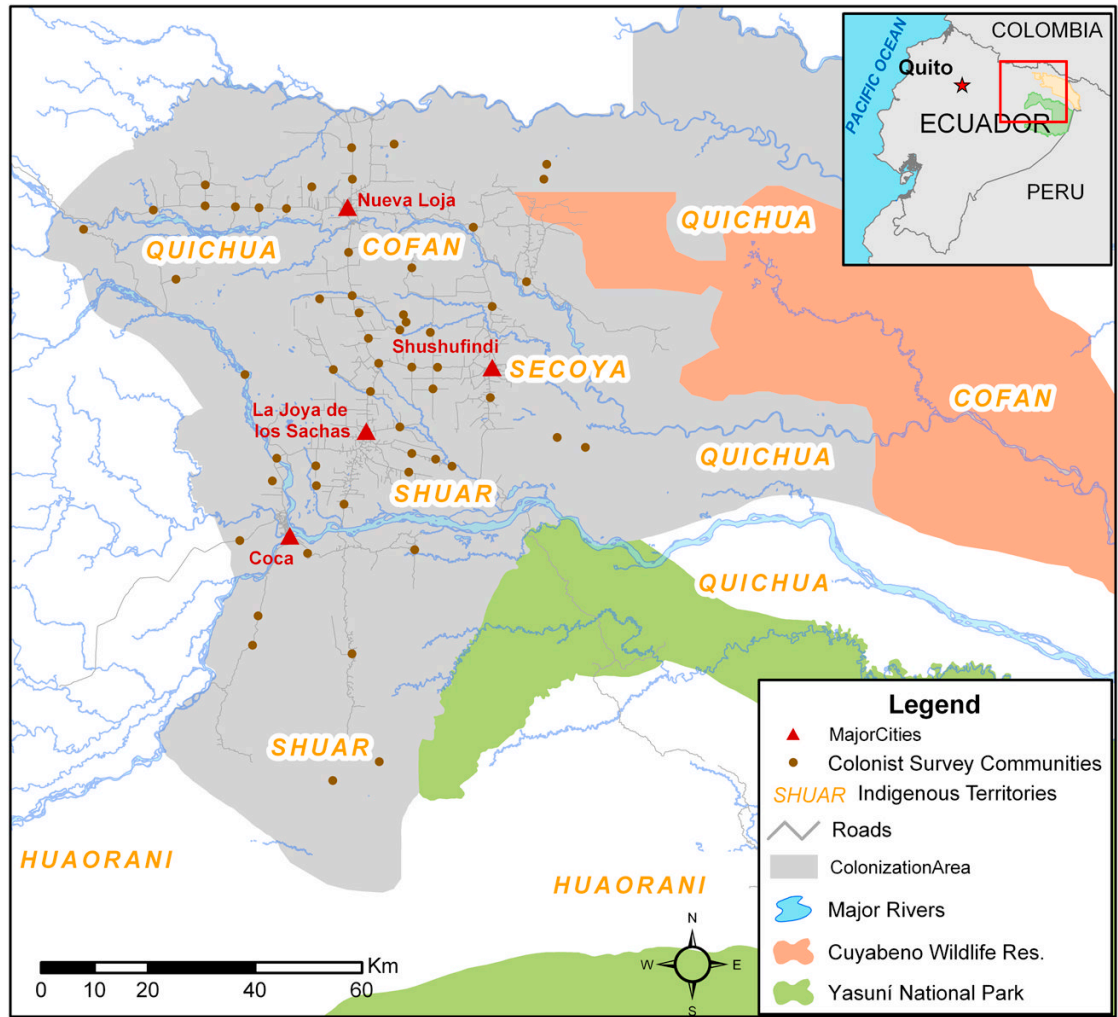 COLOMBIA
PACIFIC OCEAN
Quito
ECUADOR
PERU
Nueva Loja
QUICHUA
COFAN
QUICHUA
Shushufindi
SECOYA
COFAN
La Joya de
los Sachas
QUICHUA
SHUAR
Coca
QUICHUA
SHUAR
HUAORANI
HUAORANI
Legend
MajorCities
Colonist Survey Communities
SHUAR Indigenous Territories
Roads
ColonizationArea
Major Rivers
Cuyabeno Wildlife Res.
Yasuní National Park
N
W E
S
Km
0 10 20 40 60